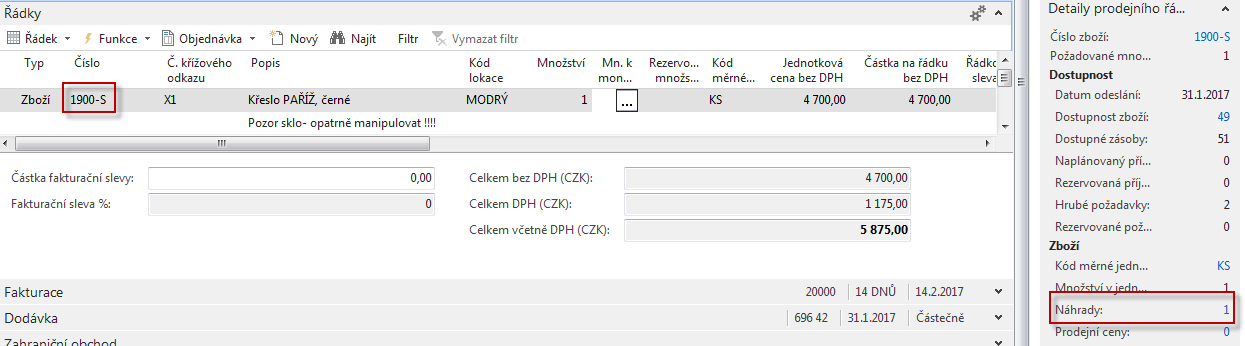 Řádky
Řádek Funkce Objednávka Nový Najít Filtr Vymazat filtr
Typ Číslo Č. křížového odkazu Popis Kód lokace Množství Mn. k mon... Rezervo... množs... Kód měrné... Jednotková cena bez DPH Částka na řádku bez DPH Řádko sleva
Zboží 1900-S X1 Křeslo PAŘÍŽ, černé MODRÝ 1 ... KS 4 700,00 4 700,00
Pozor sklo- opatrně manipulovat !!!!
Částka fakturační slevy: 0,00 Celkem bez DPH (CZK): 4 700,00
Fakturační sleva %: 0 Celkem DPH (CZK): 1 175,00
Celkem včetně DPH (CZK): 5 875,00
Fakturace 20000 14 DNŮ 14.2.2017
Dodávka 696 42 31.1.2017 Částečně
Zahraniční obchod
Detaily prodejního řá...
Číslo zboží: 1900-S
Požadované mno... 1
Dostupnost
Datum odeslání: 31.1.2017
Dostupnost zboží: 49
Dostupné zásoby: 51
Naplánovaný pří... 0
Rezervovaná příj... 0
Hrubé požadavky: 2
Rezervované pož... 0
Zboží
Kód měrné jedn... KS
Množství v jedn... 1
Náhrady: 1
Prodejní ceny: 0